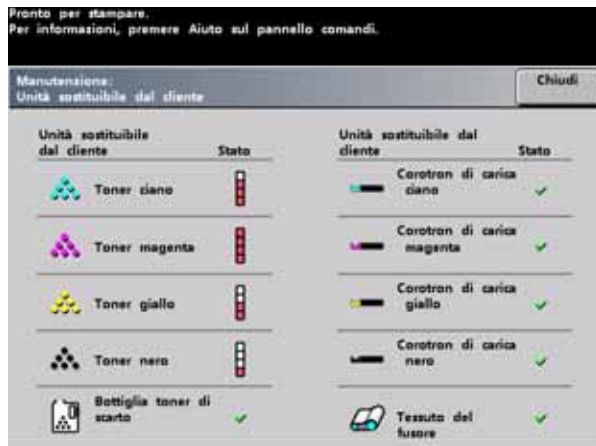 Pronto per stampare.
Per informazioni, premere Aiuto sul pannello comandi.
Manutenzione:
Unità sostituibile dal cliente
Chiudi
Unità sostituibile
dal cliente
Stato
Toner ciano
Toner magenta
Toner giallo
Toner nero
Bottiglia toner di
scarto
Unità sostituibile dal
cliente
Stato
Corotron di carica
ciano
Corotron di carica
magenta
Corotron di carica
giallo
Corotron di carica
nero
Tessuto del
fusore